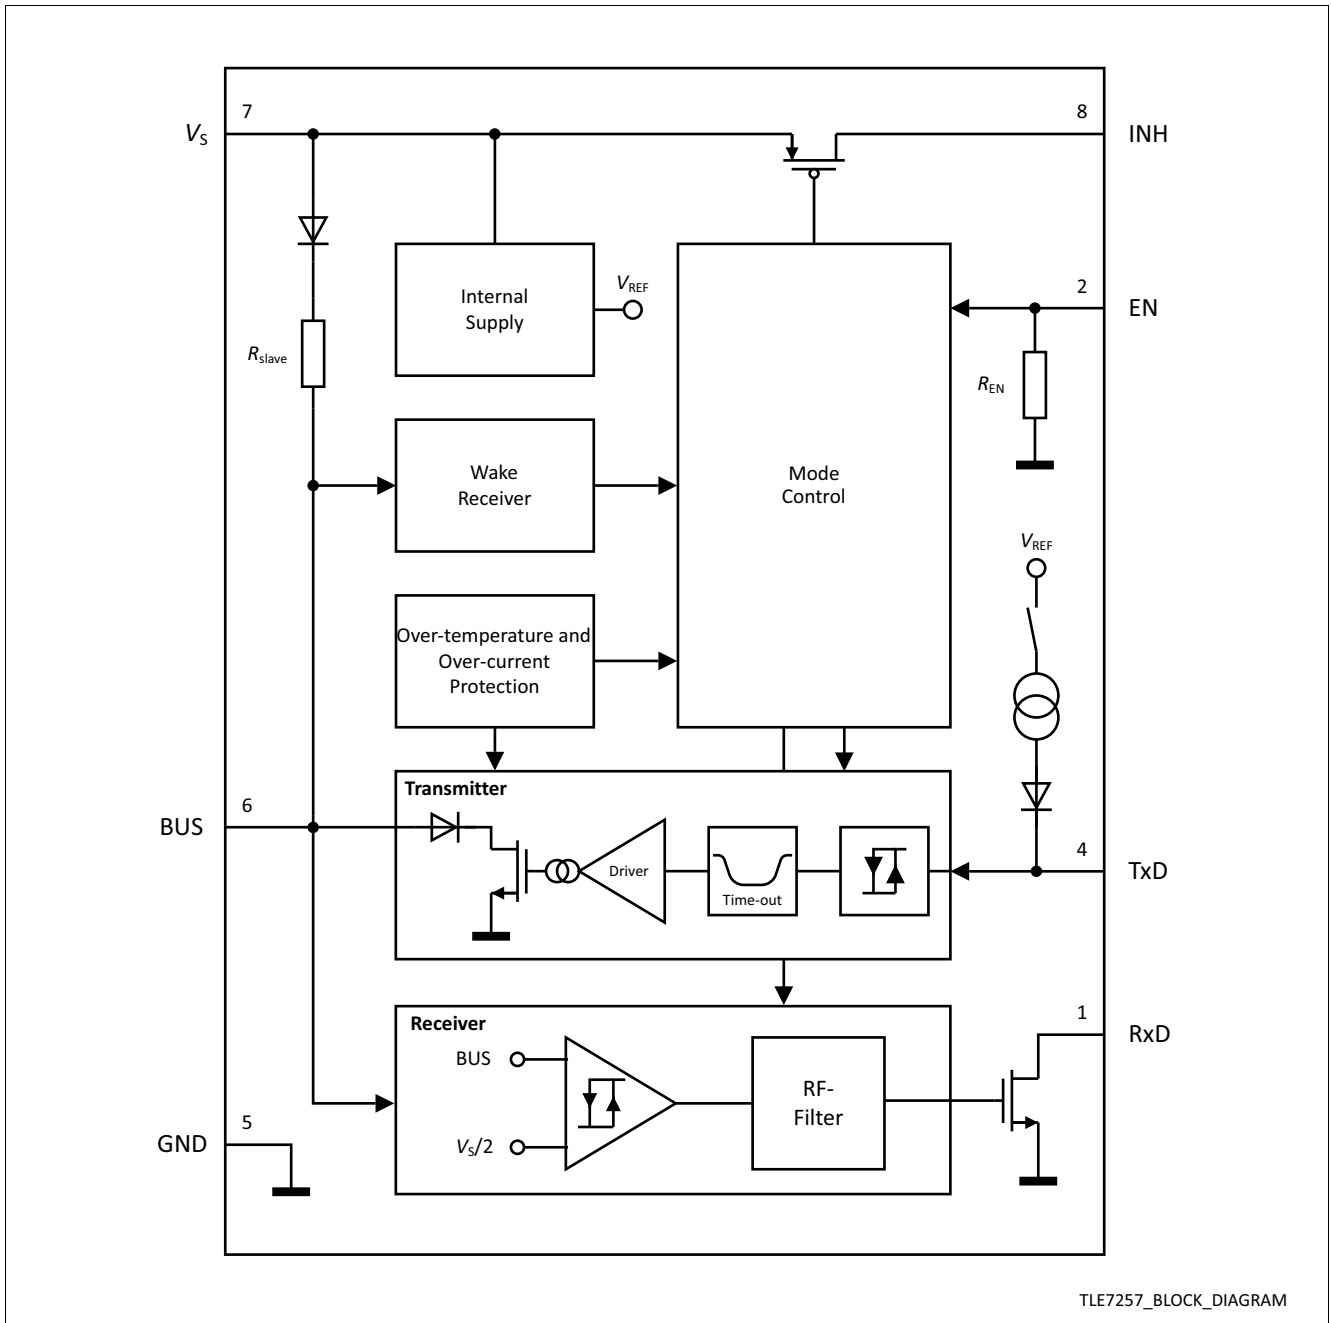 7
8
VS
INH
Internal
Supply
VREF
2
EN
Rslave
REN
Wake
Receiver
Mode
Control
VREF
Over-temperature and
Over-current
Protection
Transmitter
6
BUS
Driver
Time-out
4
TxD
Receiver
1
RxD
BUS
RF-
Filter
VS/2
5
GND
TLE7257_BLOCK_DIAGRAM